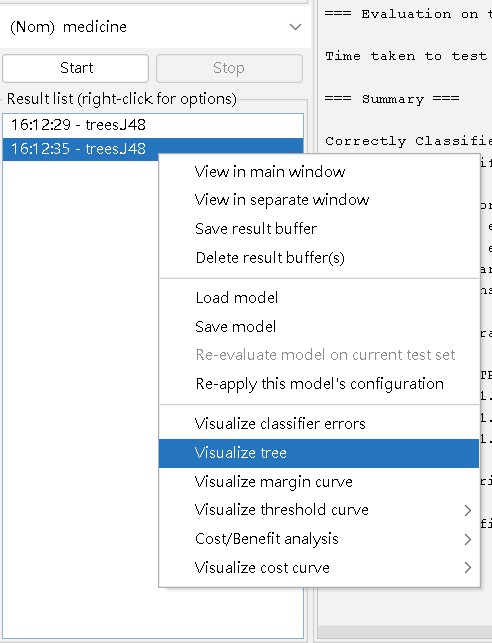 (Nom) medicine
Start
Stop
Result list (right-click for options)
16:12:29 - trees.J48
16:12:35 - trees.J48
View in main window
View in separate window
Save result buffer
Delete result buffer(s)
Load model
Save model
Re-evaluate model on current test set
Re-apply this model's configuration
Visualize classifier errors
Visualize tree
Visualize margin curve
Visualize threshold curve
Cost/Benefit analysis
Visualize cost curve
=== Evaluation on t
Time taken to test
=== Summary ===
Correctly Classifie